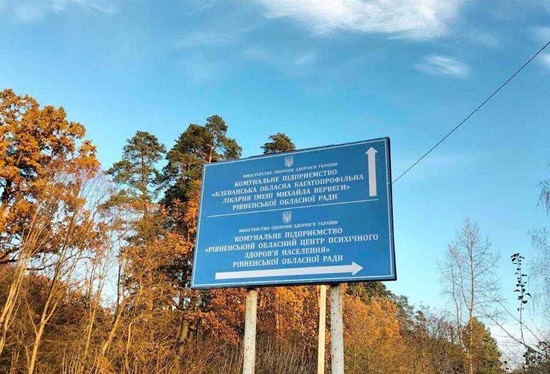 МІНІСТЕРСТВО ОХОРОНИ ЗДОРОВ'Я УКРАЇНИ
КОМУНАЛЬНЕ ПІДПРИЄМСТВО
«КЛЕВАНСЬКА ОБЛАСНА БАГАТОПРОФІЛЬНА
ЛІКАРНЯ ІМЕНІ МИХАЙЛА ВЕРВЕГИ»
РІВНЕНСЬКОЇ ОБЛАСНОЇ РАДИ
МІНІСТЕРСТВО ОХОРОНИ ЗДОРОВ'Я УКРАЇНИ
КОМУНАЛЬНЕ ПІДПРИЄМСТВО
«РІВНЕНСЬКИЙ ОБЛАСНИЙ ЦЕНТР ПСИХІЧНОГО
ЗДОРОВ'Я НАСЕЛЕННЯ»
РІВНЕНСЬКОЇ ОБЛАСНОЇ РАДИ